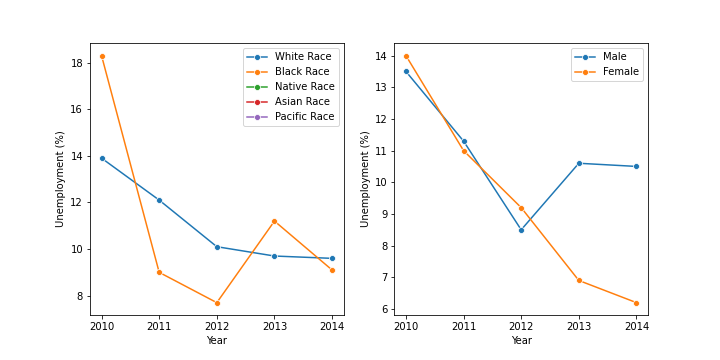 White Race
Black Race
Native Race
Asian Race
Pacific Race
18
16
14
12
10
8
Unemployment (%)
2010 2011 2012 2013 2014
Year
Male
Female
14
13
12
11
10
9
8
7
6
Unemployment (%)
2010 2011 2012 2013 2014
Year